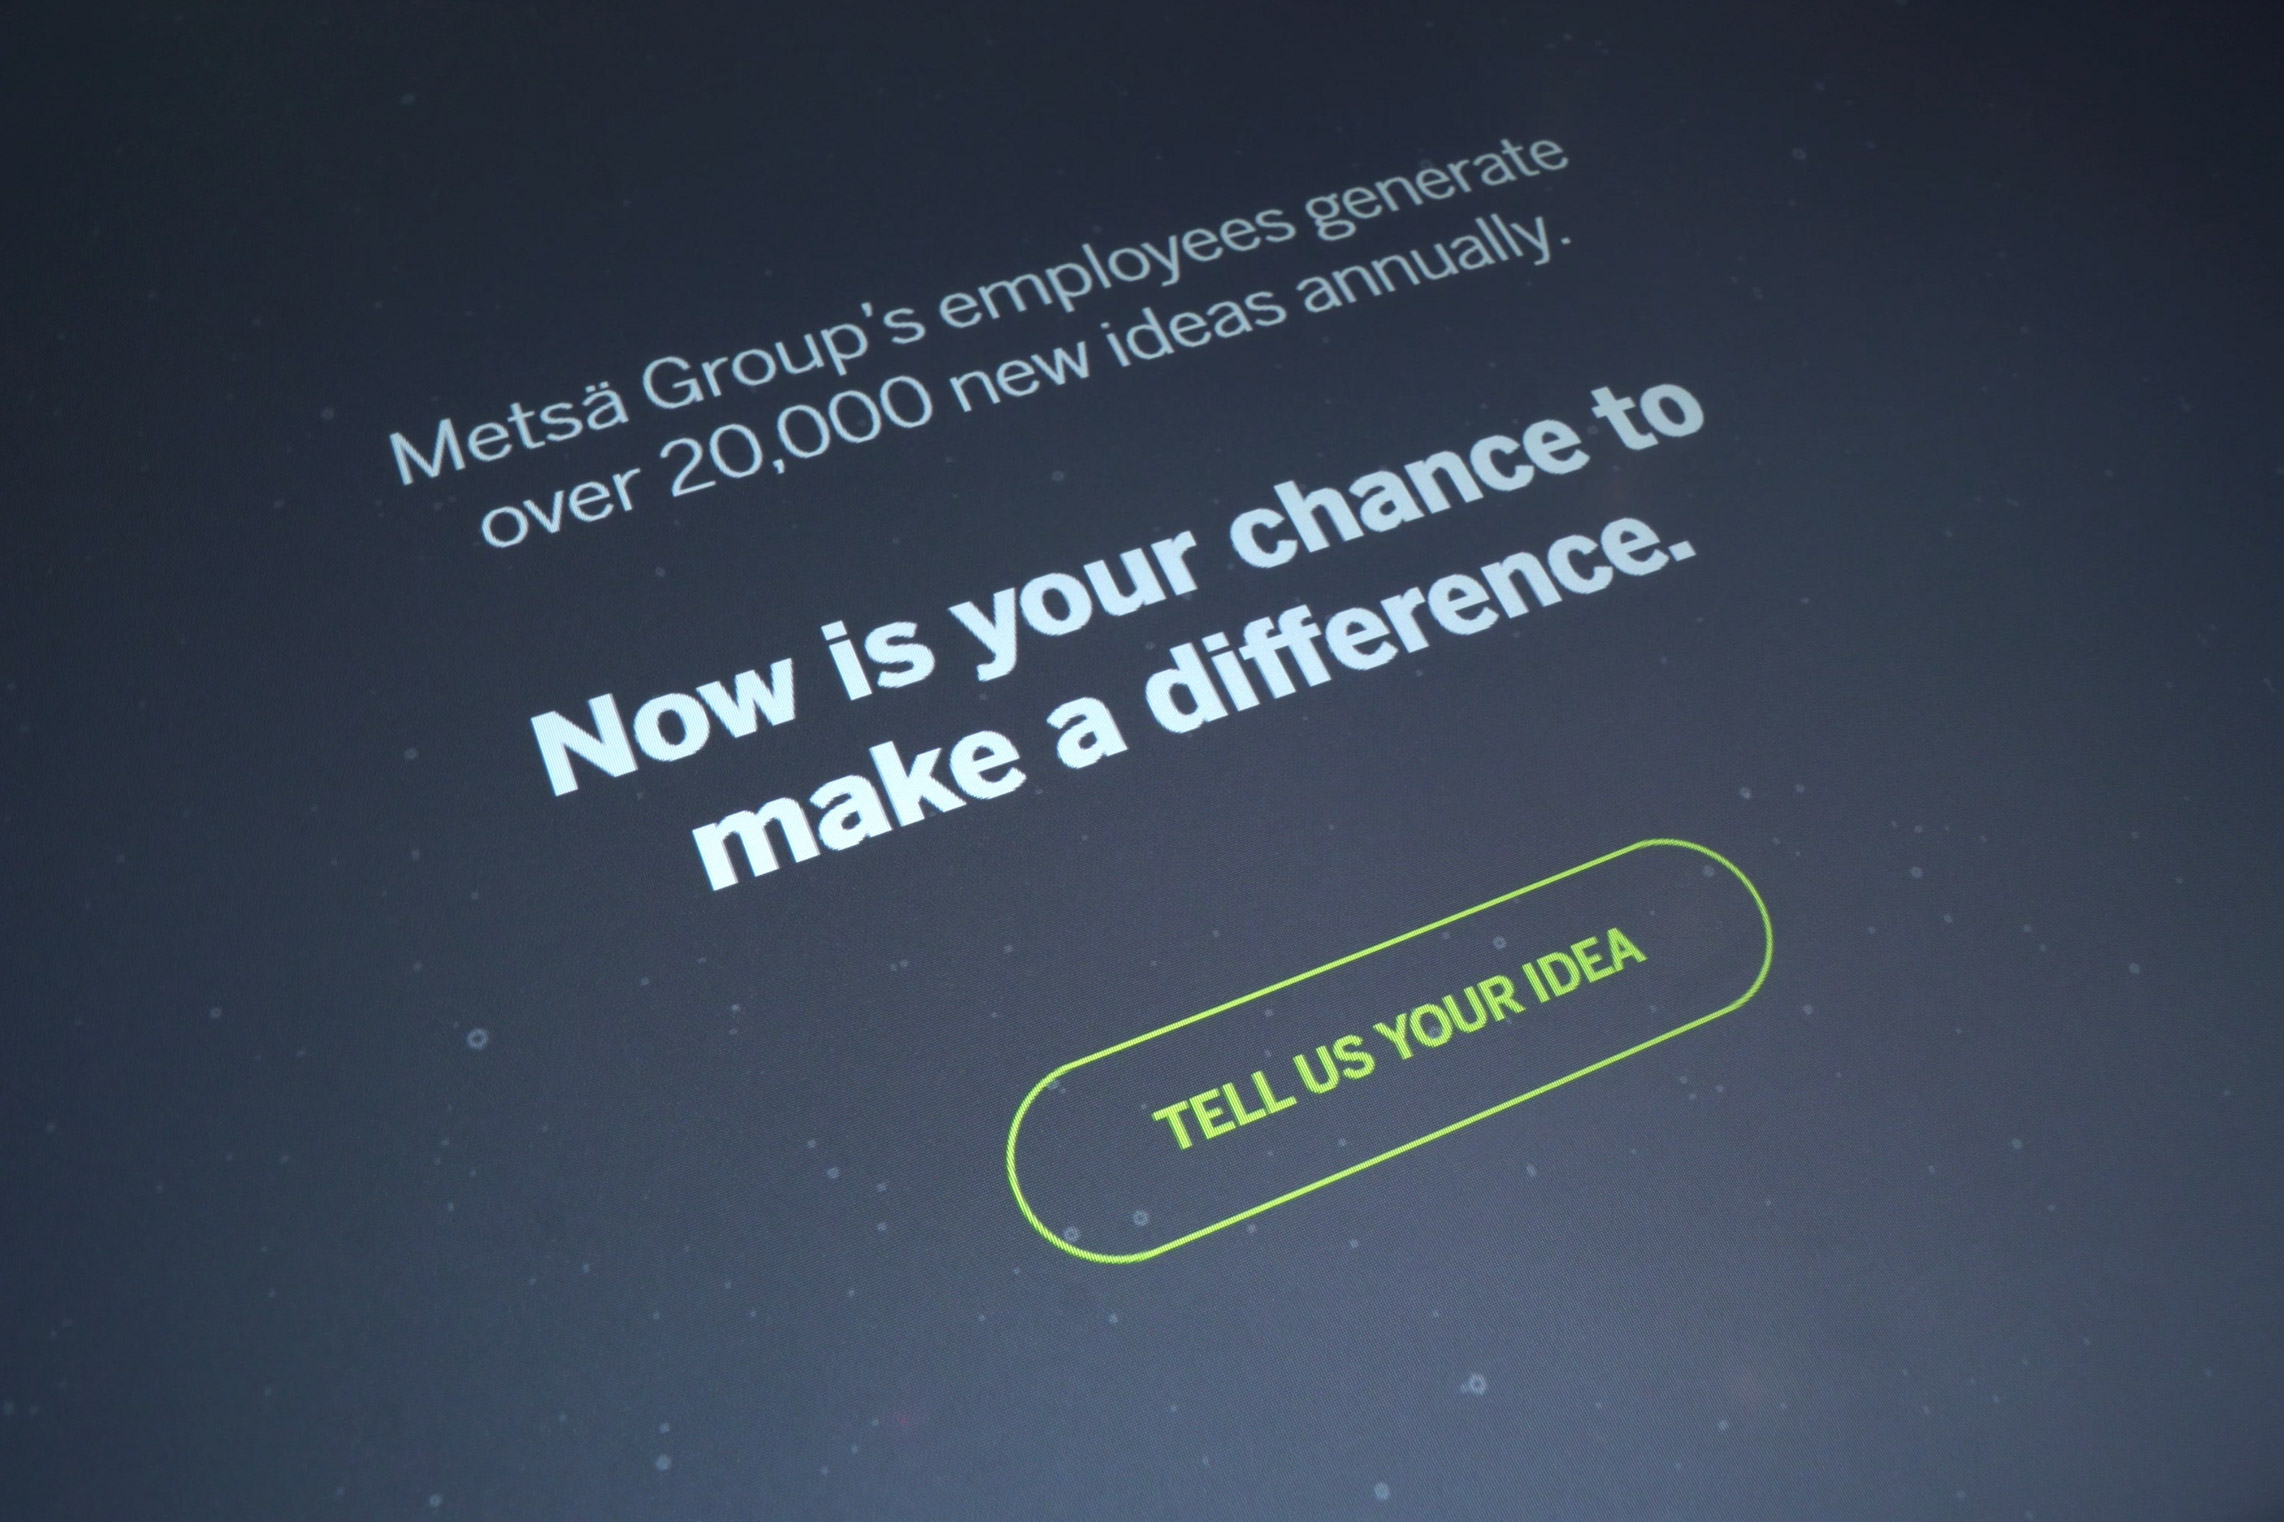 Metsä Group's employees generate
over 20,000 new ideas annually.
Now is your chance to
make a difference.
TELL US YOUR IDEA